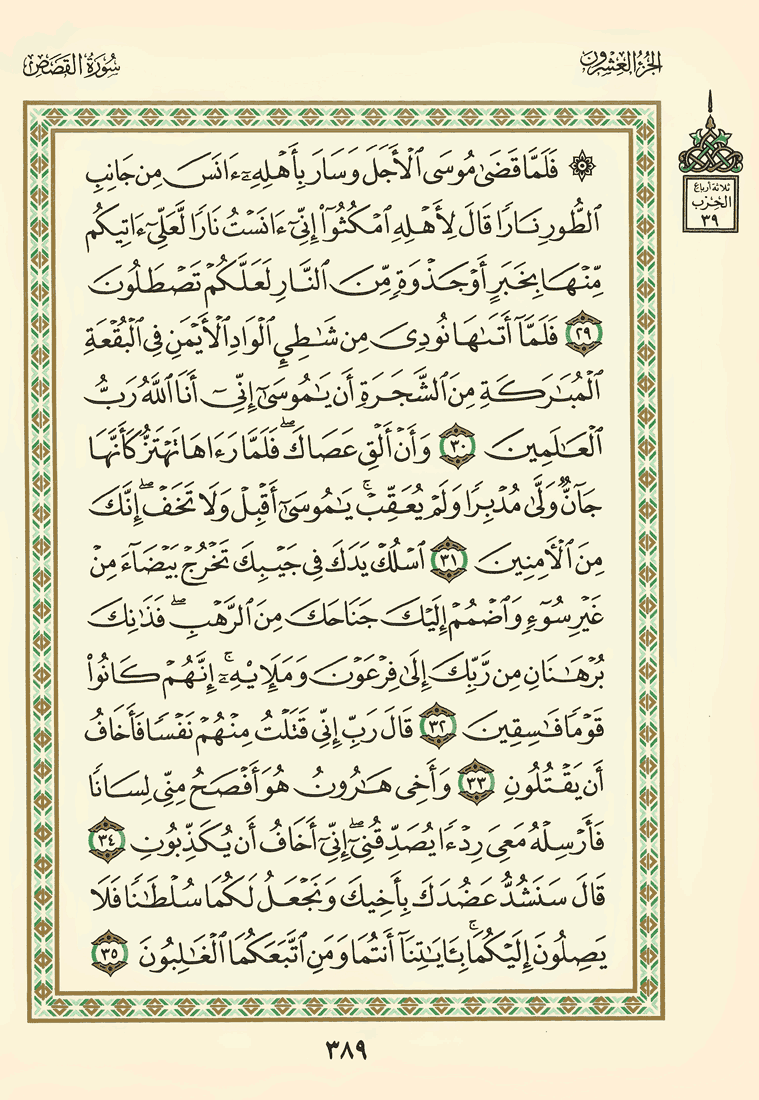 الجزء العشرون
سورة القصص
ثلاثة أرباع
الحزب
٣٩
۞ فَلَمَّا قَضَىٰ مُوسَى ٱلْأَجَلَ وَسَارَ بِأَهْلِهِۦٓ ءَانَسَ مِن جَانِبِ
ٱلطُّورِ نَارًا قَالَ لِأَهْلِهِ ٱمْكُثُوٓا۟ إِنِّىٓ ءَانَسْتُ نَارًا لَّعَلِّىٓ ءَاتِيكُم
مِّنْهَا بِخَبَرٍ أَوْ جَذْوَةٍ مِّنَ ٱلنَّارِ لَعَلَّكُمْ تَصْطَلُونَ
٢٩ فَلَمَّآ أَتَىٰهَا نُودِىَ مِن شَـٰطِئِ ٱلْوَادِ ٱلْأَيْمَنِ فِى ٱلْبُقْعَةِ
ٱلْمُبَـٰرَكَةِ مِنَ ٱلشَّجَرَةِ أَن يَـٰمُوسَىٰٓ إِنِّىٓ أَنَا ٱللَّهُ رَبُّ
ٱلْعَـٰلَمِينَ ٣٠ وَأَنْ أَلْقِ عَصَاكَ ۖ فَلَمَّا رَءَاهَا تَهْتَزُّ كَأَنَّهَا
جَآنٌّ وَلَّىٰ مُدْبِرًا وَلَمْ يُعَقِّبْ ۚ يَـٰمُوسَىٰٓ أَقْبِلْ وَلَا تَخَفْ ۖ إِنَّكَ
مِنَ ٱلْـَٔامِنِينَ ٣١ ٱسْلُكْ يَدَكَ فِى جَيْبِكَ تَخْرُجْ بَيْضَآءَ مِنْ
غَيْرِ سُوٓءٍ وَٱضْمُمْ إِلَيْكَ جَنَاحَكَ مِنَ ٱلرَّهْبِ ۖ فَذَٰنِكَ
بُرْهَـٰنَانِ مِن رَّبِّكَ إِلَىٰ فِرْعَوْنَ وَمَلَإِي۟هِۦٓ ۚ إِنَّهُمْ كَانُوا۟
قَوْمًا فَـٰسِقِينَ ٣٢ قَالَ رَبِّ إِنِّى قَتَلْتُ مِنْهُمْ نَفْسًا فَأَخَافُ
أَن يَقْتُلُونِ ٣٣ وَأَخِى هَـٰرُونُ هُوَ أَفْصَحُ مِنِّى لِسَانًا
فَأَرْسِلْهُ مَعِىَ رِدْءًا يُصَدِّقُنِىٓ ۖ إِنِّىٓ أَخَافُ أَن يُكَذِّبُونِ ٣٤
قَالَ سَنَشُدُّ عَضُدَكَ بِأَخِيكَ وَنَجْعَلُ لَكُمَا سُلْطَـٰنًا فَلَا
يَصِلُونَ إِلَيْكُمَا ۚ بِـَٔايَـٰتِنَآ أَنتُمَا وَمَنِ ٱتَّبَعَكُمَا ٱلْغَـٰلِبُونَ ٣٥
٣٨٩